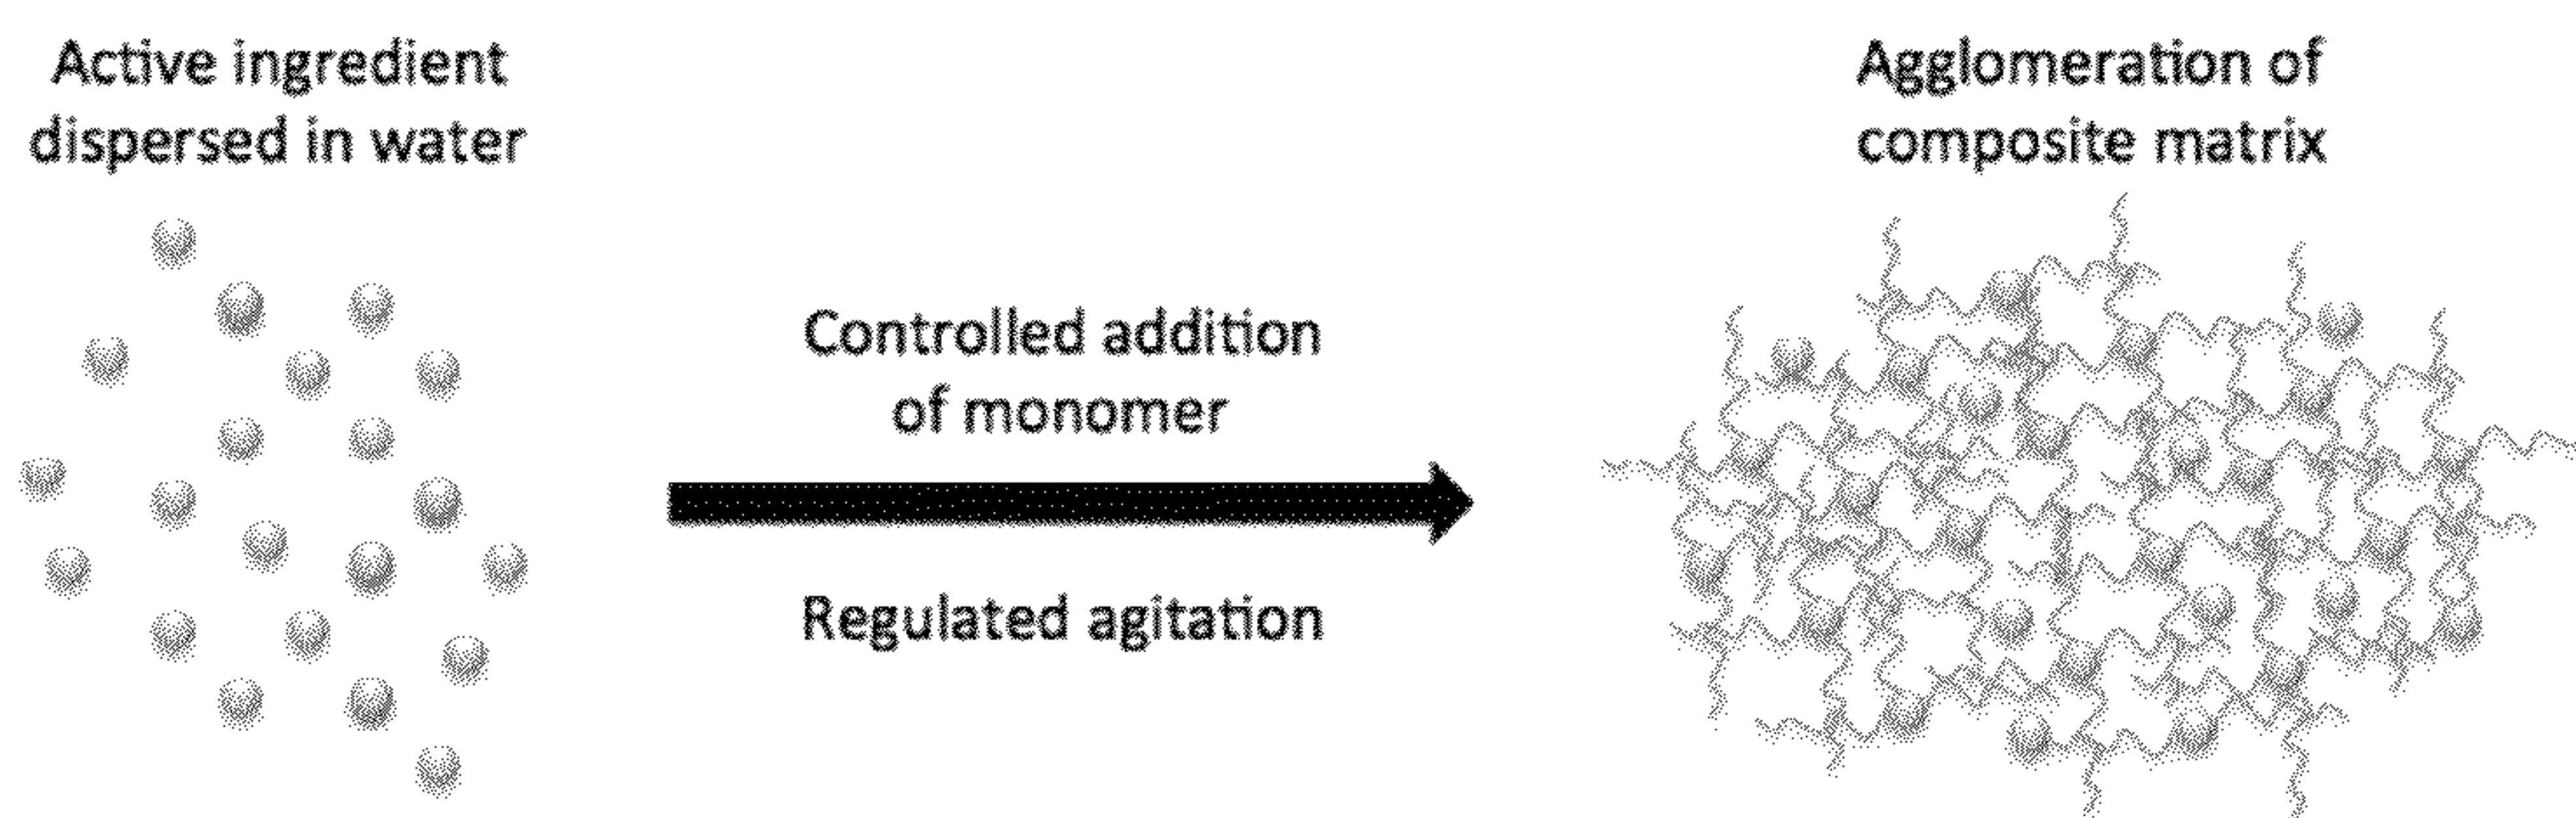 Active ingredient
dispersed in water
Controlled addition
of monomer
Regulated agitation
Agglomeration of
composite matrix